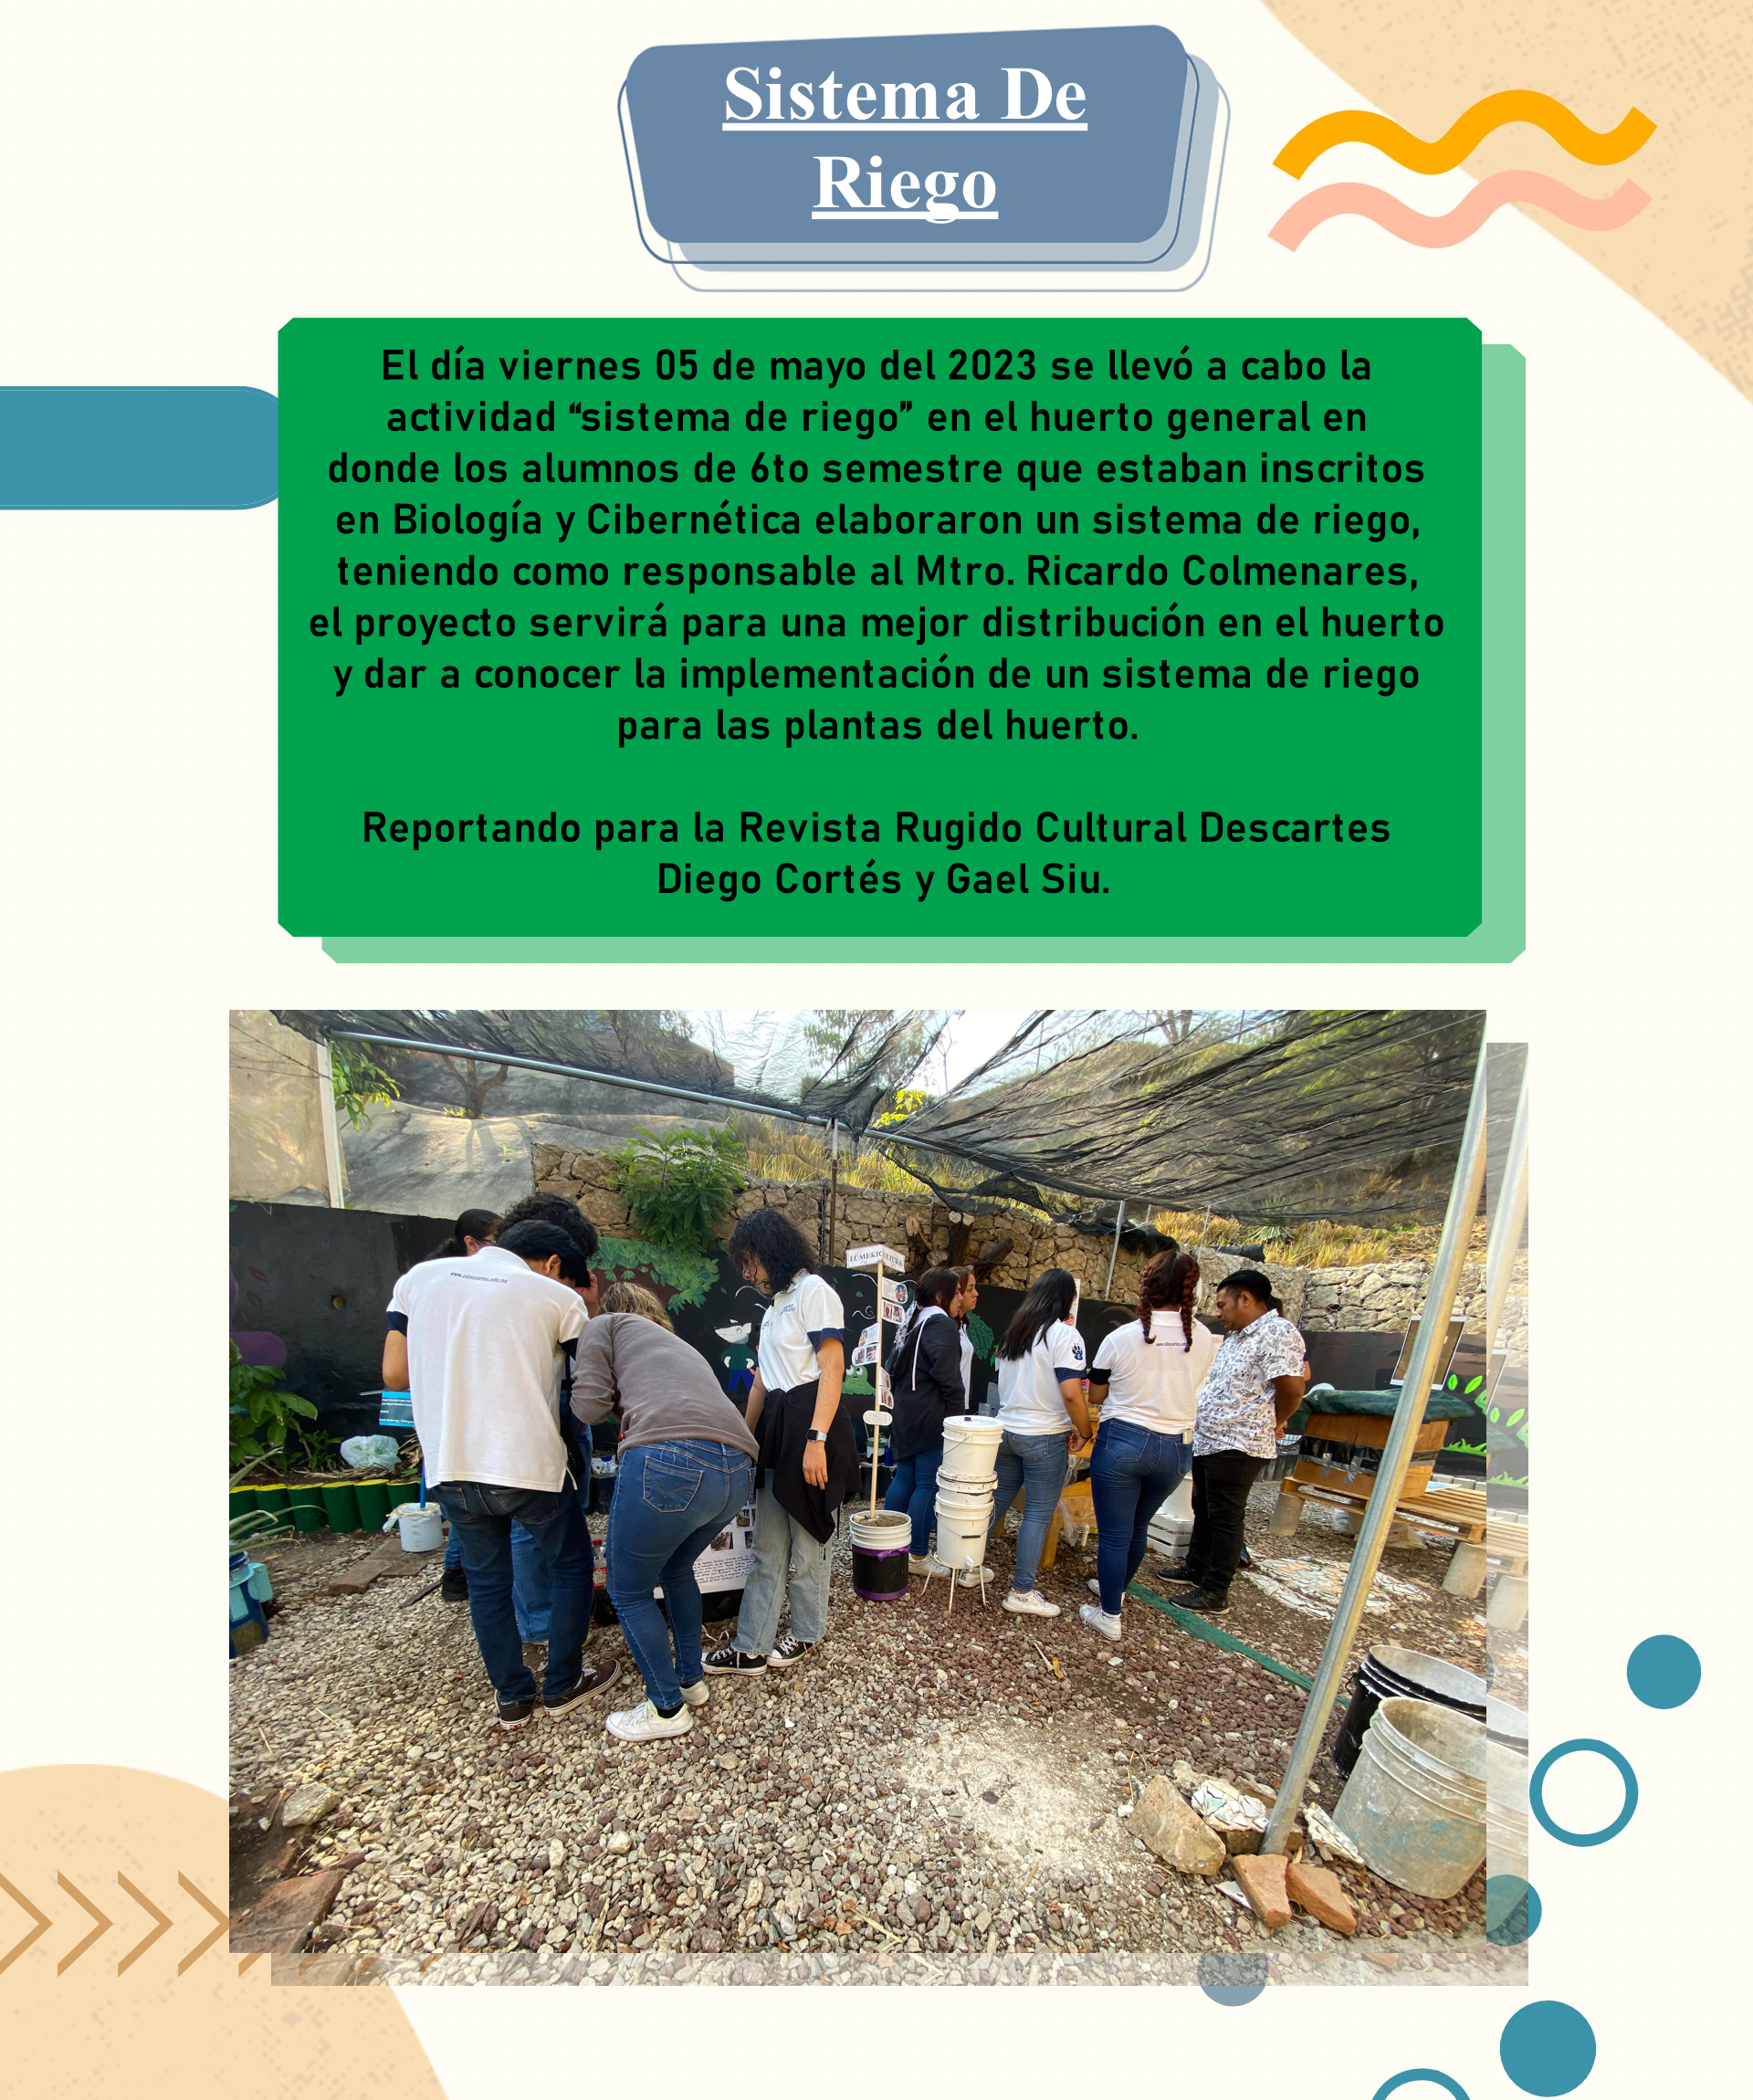 Sistema De
Riego
El día viernes 05 de mayo del 2023 se llevó a cabo la
actividad “sistema de riego” en el huerto general en
donde los alumnos de 6to semestre que estaban inscritos
en Biología y Cibernética elaboraron un sistema de riego,
teniendo como responsable al Mtro. Ricardo Colmenares,
el proyecto servirá para una mejor distribución en el huerto
y dar a conocer la implementación de un sistema de riego
para las plantas del huerto.
Reportando para la Revista Rugido Cultural Descartes
Diego Cortés y Gael Siu.
LOMBRICULTURA